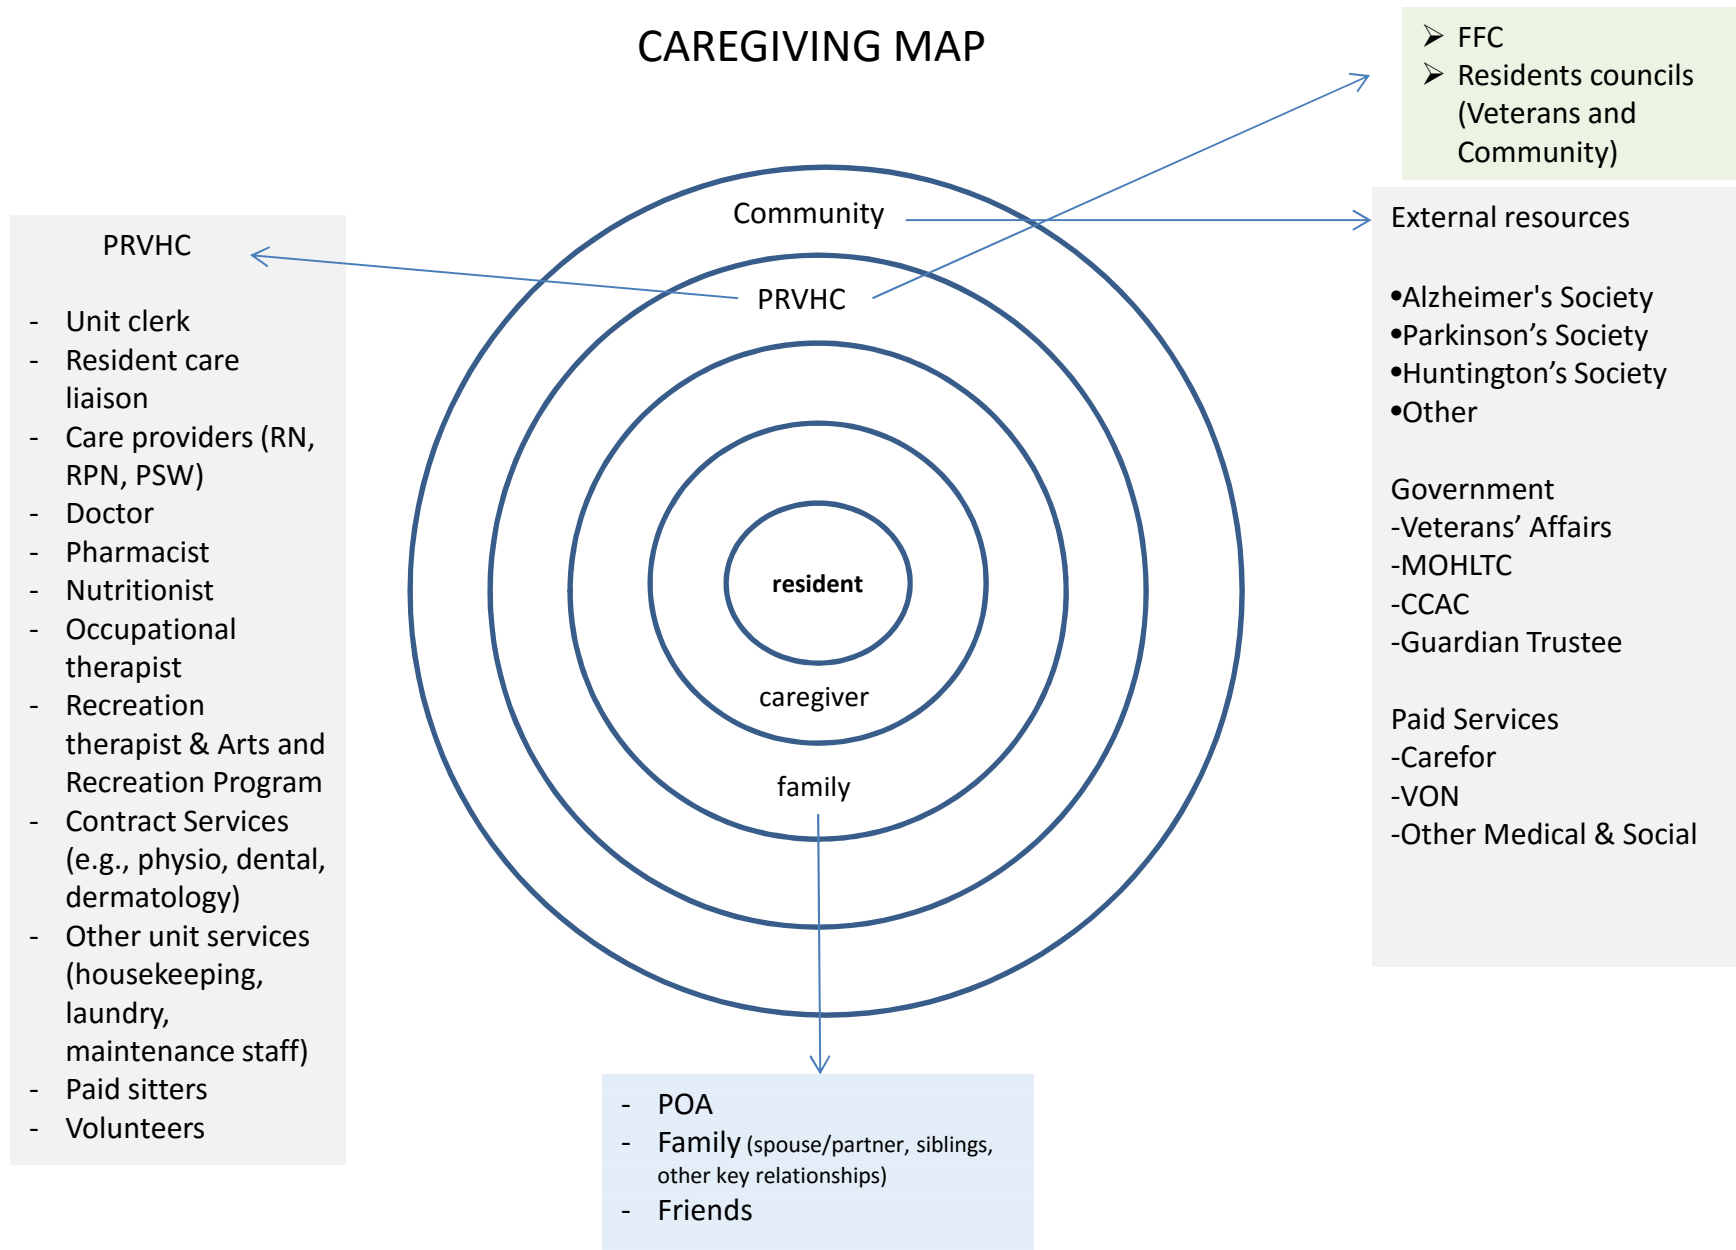 CAREGIVING MAP
➢ FFC
➢ Residents councils
(Veterans and
Community)
PRVHC
- Unit clerk
- Resident care
liaison
- Care providers (RN,
RPN, PSW)
- Doctor
- Pharmacist
- Nutritionist
- Occupational
therapist
- Recreation
therapist & Arts and
Recreation Program
- Contract Services
(e.g., physio, dental,
dermatology)
- Other unit services
(housekeeping,
laundry,
maintenance staff)
- Paid sitters
- Volunteers
Community
PRVHC
resident
caregiver
family
External resources
•Alzheimer's Society
•Parkinson’s Society
•Huntington’s Society
•Other
Government
-Veterans’ Affairs
-MOHLTC
-CCAC
-Guardian Trustee
Paid Services
-Carefor
-VON
-Other Medical & Social
- POA
- Family (spouse/partner, siblings,
other key relationships)
- Friends